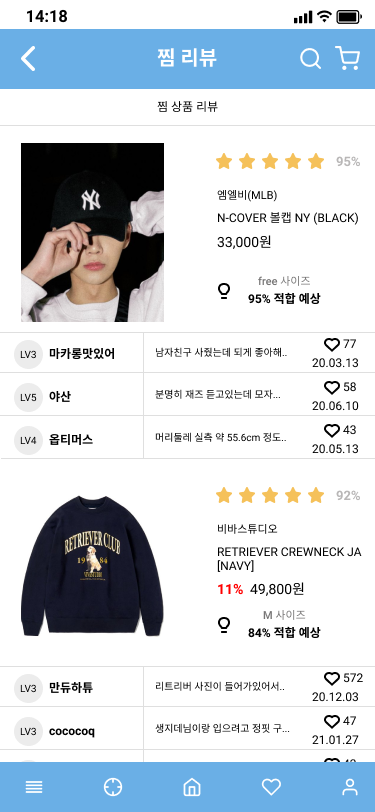 14:18
찜 리뷰
찜 상품 리뷰
95%
엠엘비(MLB)
N-COVER 볼캡 NY (BLACK)
33,000원
free 사이즈
95% 적합 예상
NY
LV3 마카롱맛있어 남자친구 사줬는데 되게 좋아해.. 77
20.03.13
LV5 야산 분명히 재즈 듣고있는데 모자... 58
20.06.10
LV4 옵티머스 머리둘레 실측 약 55.6cm 정도.. 43
20.05.13
92%
비바스튜디오
RETRIEVER CREWNECK JA
[NAVY]
11% 49,800원
M 사이즈
84% 적합 예상
RETRIEVER CLUB
19 84
LV3 만듀하튜 리트리버 사진이 들어가있어서.. 572
20.12.03
LV3 cococoq 생지데님이랑 입으려고 정핏 구... 47
21.01.27